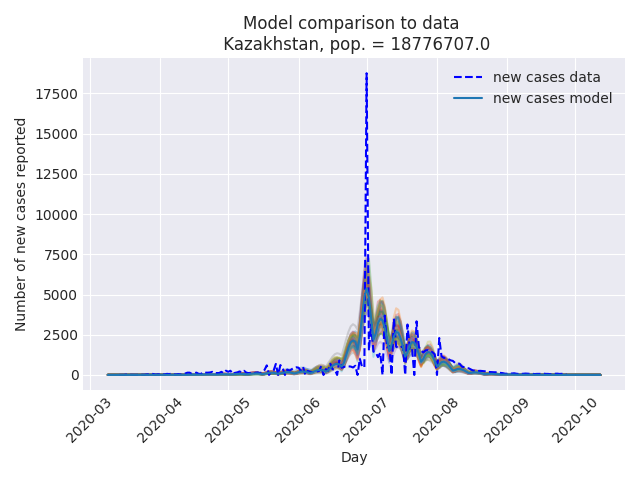 Model comparison to data
Kazakhstan, pop. = 18776707.0
new cases data
new cases model
Number of new cases reported
17500
15000
12500
10000
7500
5000
2500
0
2020-03
2020-04
2020-05
2020-06
2020-07
2020-08
2020-09
2020-10
Day